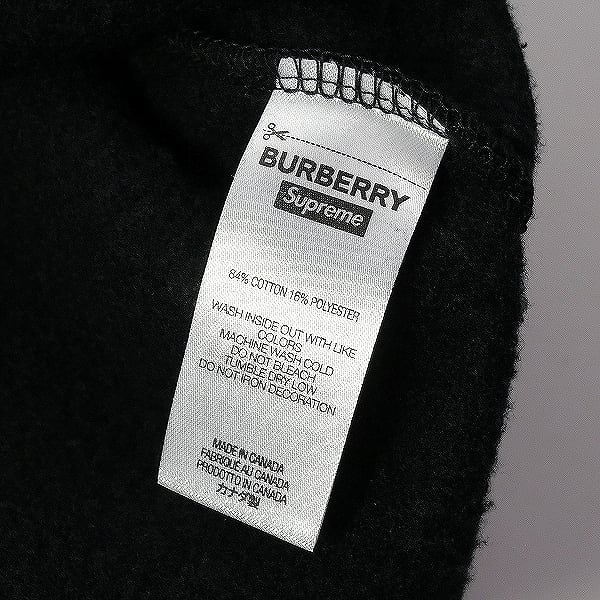 BURBERRY
Supreme
84% COTTON 16% POLYESTER
WASH INSIDE OUT WITH LIKE
COLORS
MACHINE WASH COLD
DO NOT BLEACH
TUMBLE DRY LOW
DO NOT IRON DECORATION
MADE IN CANADA
FABRIQUÉ AU CANADA
PRODOTTO IN CANADA
カナダ製